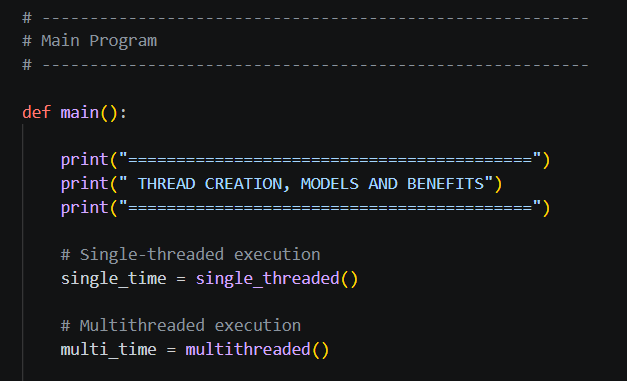 # ---------------------------------------------------------
# Main Program
# ---------------------------------------------------------
def main():
print("==========================================")
print(" THREAD CREATION, MODELS AND BENEFITS")
print("==========================================")
# Single-threaded execution
single_time = single_threaded()
# Multithreaded execution
multi_time = multithreaded()